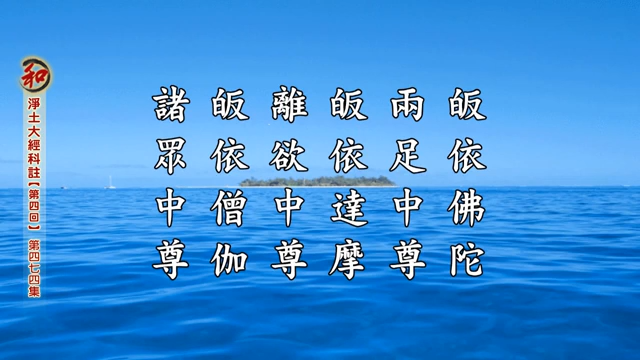 皈依佛陀
兩足中尊
皈依達摩
離欲中尊
皈依僧伽
諸眾中尊
和
淨土大經科註【第四回】 第四七四集